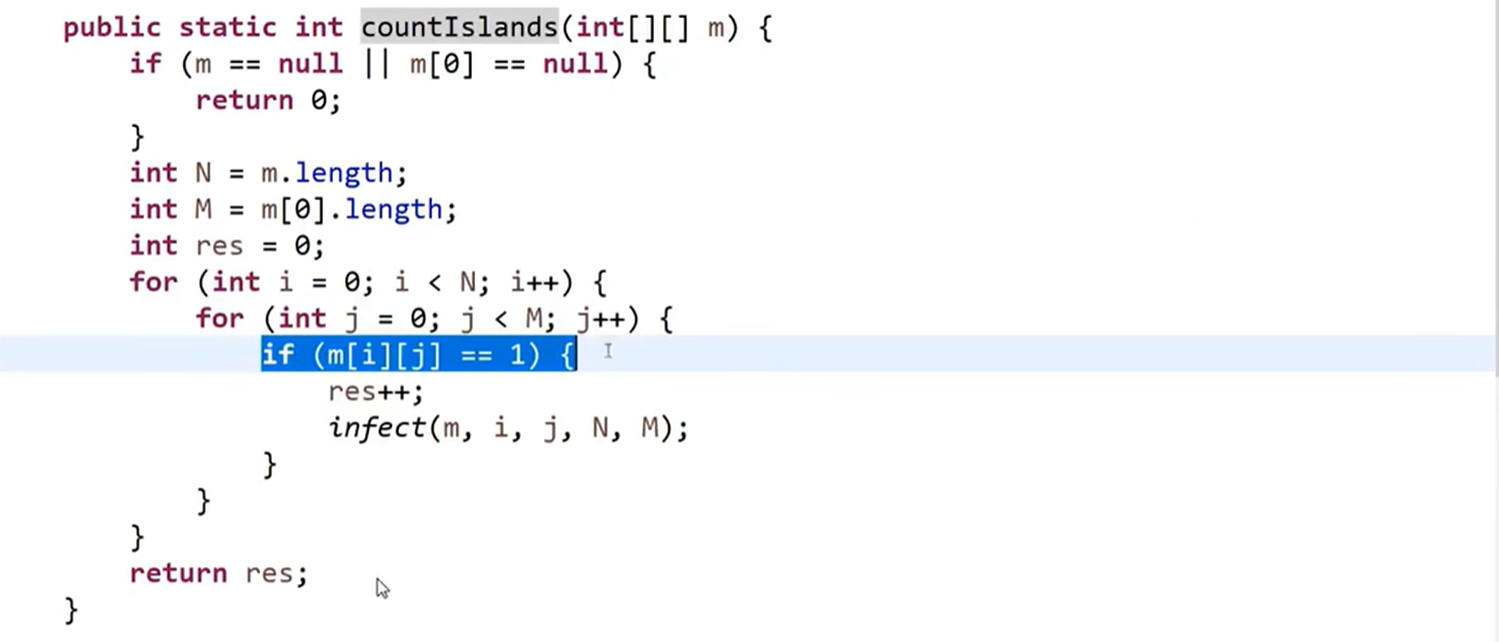 public static int countIslands(int[][] m) {
if (m == null || m[0] == null) {
return 0;
}
int N = m.length;
int M = m[0].length;
int res = 0;
for (int i = 0; i < N; i++) {
for (int j = 0; j < M; j++) {
if (m[i][j] == 1) {
res++;
infect(m, i, j, N, M);
}
}
}
return res;
}